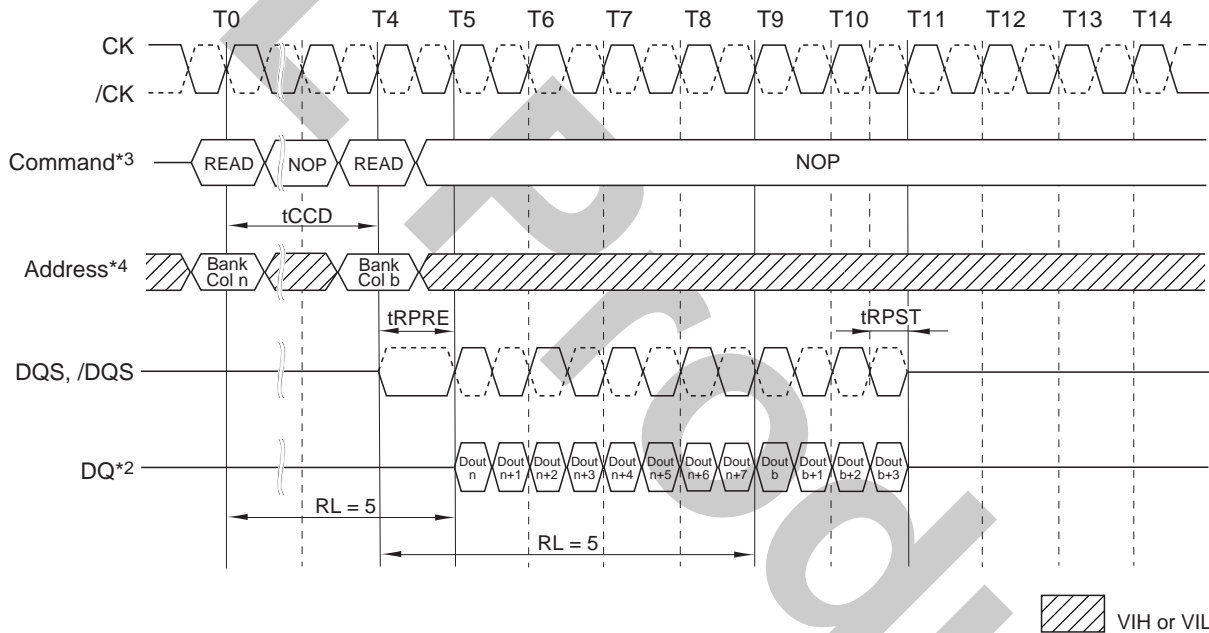 T0 T4 T5 T6 T7 T8 T9 T10 T11 T12 T13 T14
CK
/CK
Command*3 READ NOP READ NOP
tCCD
Address*4 Bank Col n Bank Col b
tRPRE tRPST
DQS, /DQS
DQ*2 Dout n Dout n+1 Dout n+2 Dout n+3 Dout n+4 Dout n+5 Dout n+6 Dout n+7 Dout b Dout b+1 Dout b+2 Dout b+3
RL = 5
RL = 5
VIH or VIL